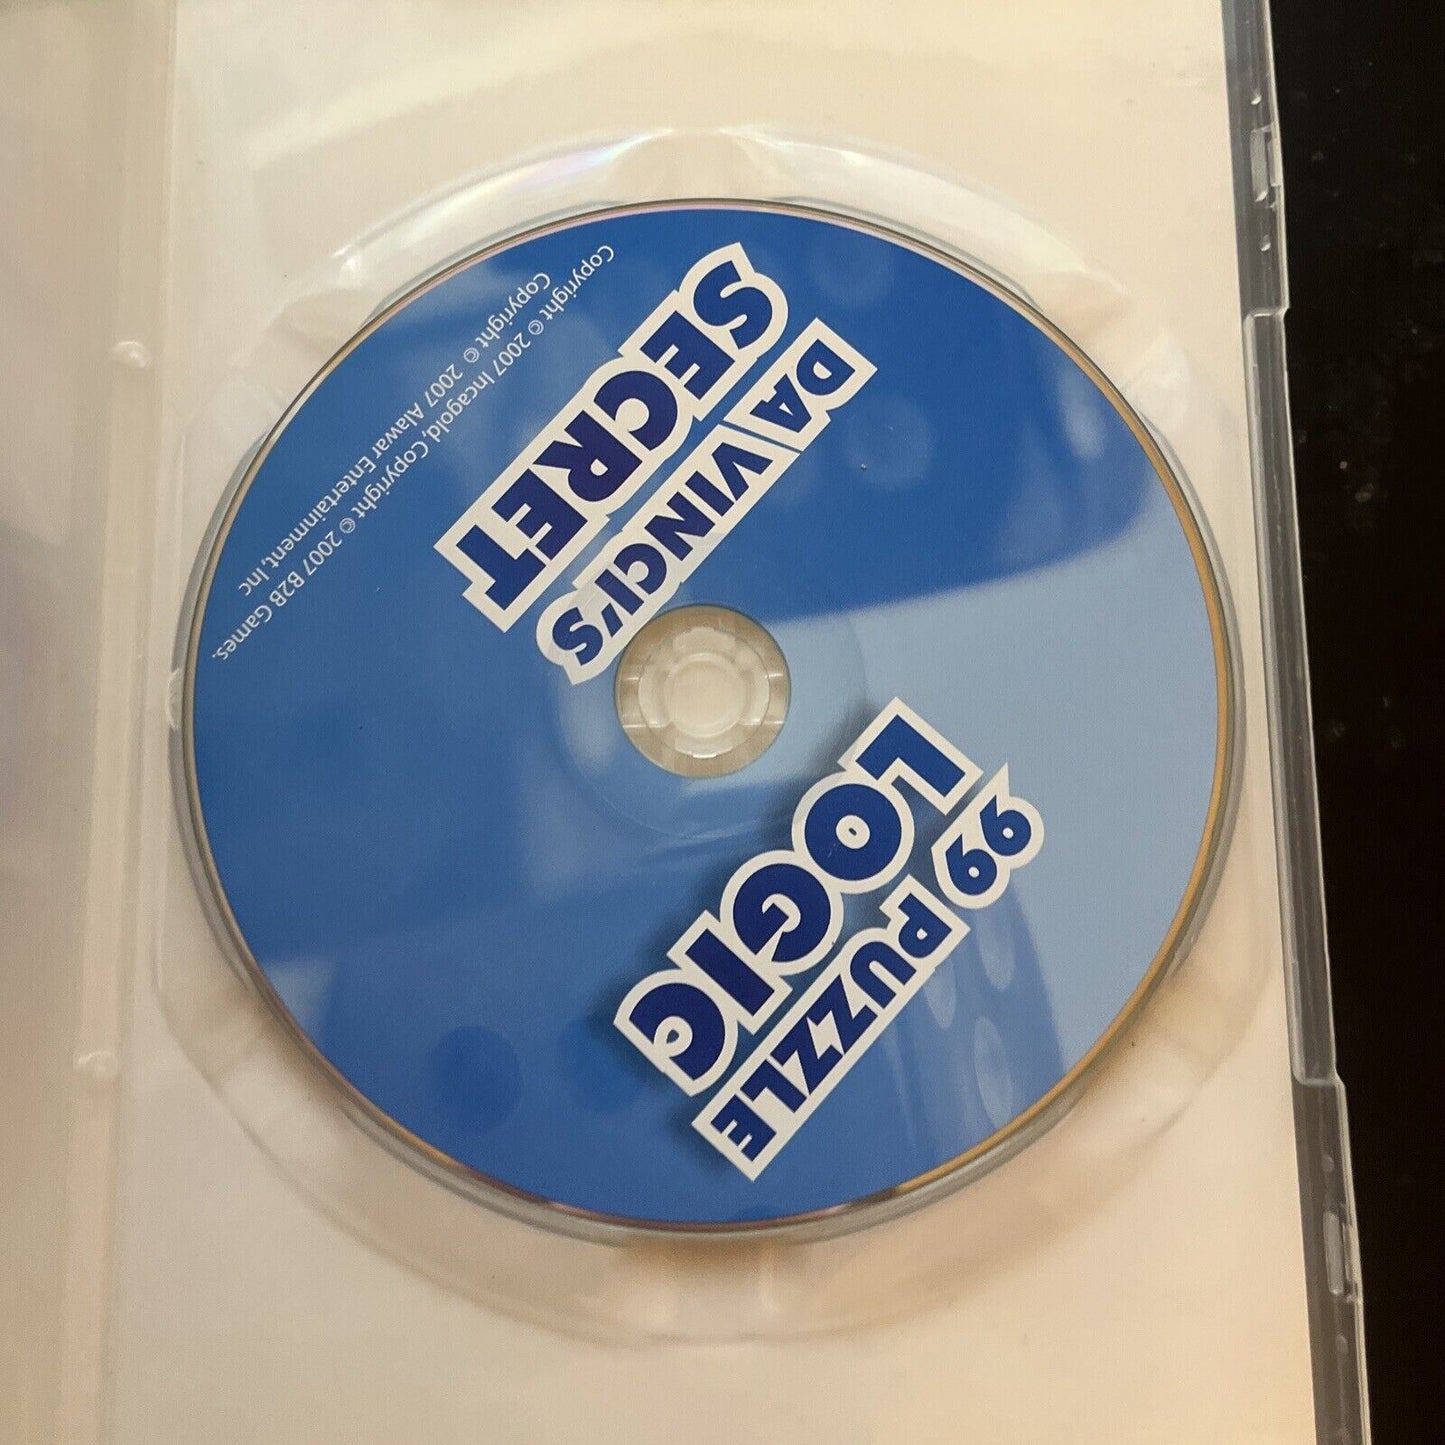 99 PUZZLE
LOGIC
DA VINCI'S
SECRET
Copyright © 2007 Incagold, Copyright © 2007 B2B Games.
Copyright © 2007 Alawar Entertainment, Inc